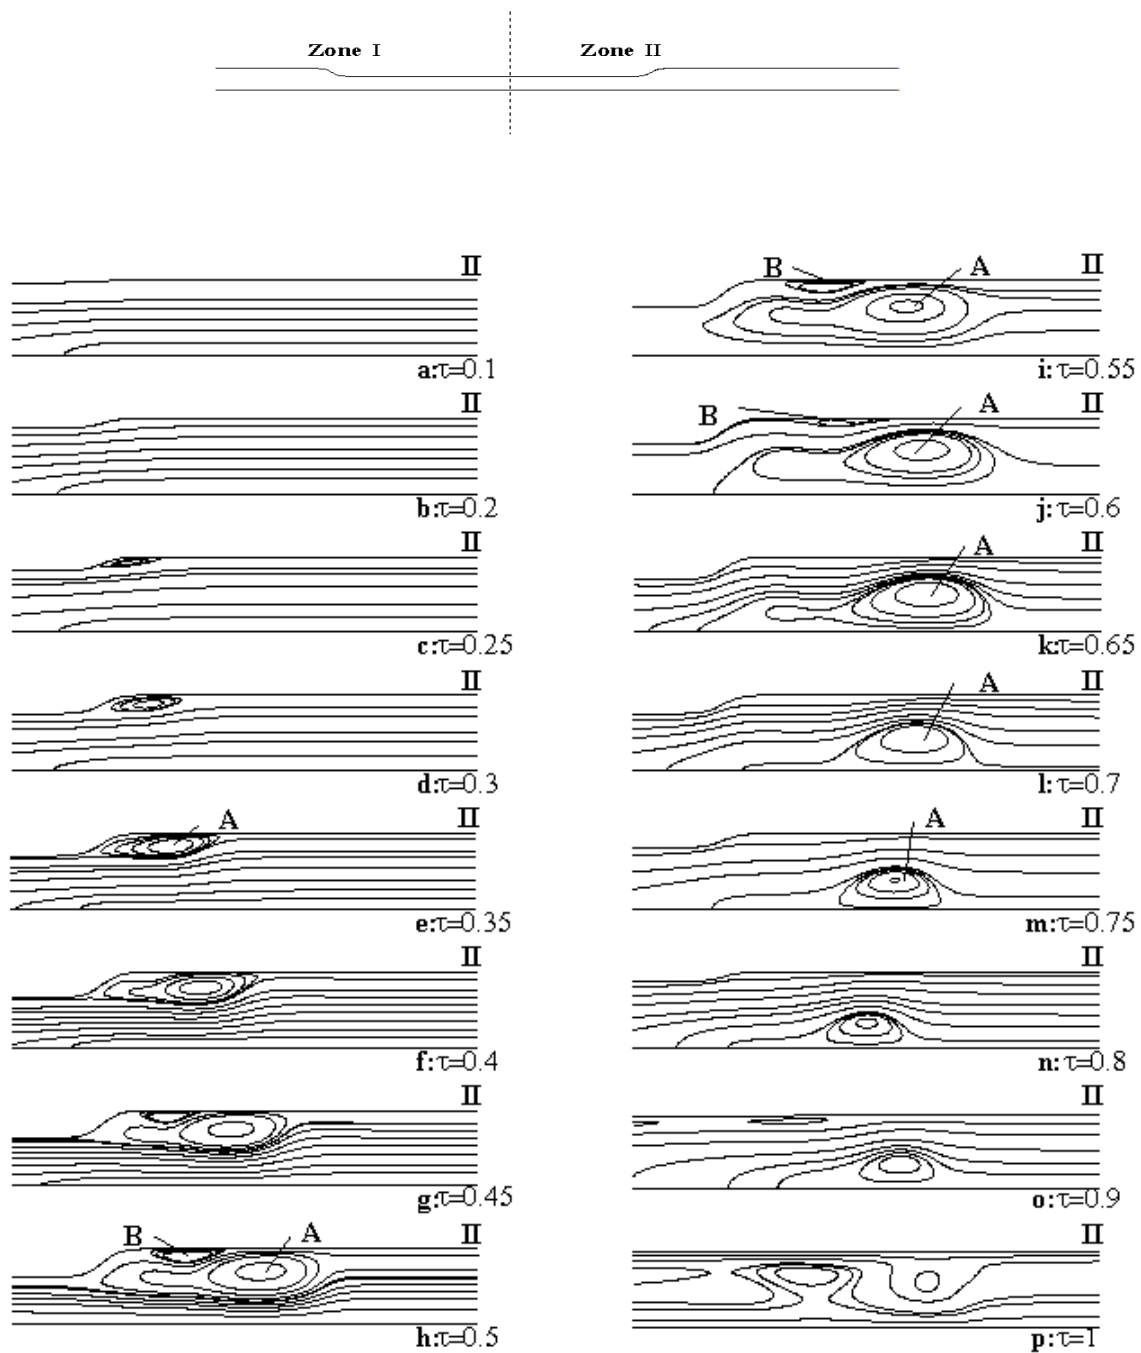 Zone I
Zone II
II
a:τ=0.1
II
b:τ=0.2
II
c:τ=0.25
II
d:τ=0.3
A
II
e:τ=0.35
II
f:τ=0.4
II
g:τ=0.45
B
A
II
h:τ=0.5
B
A
II
i:τ=0.55
B
A
II
j:τ=0.6
A
II
k:τ=0.65
A
II
l:τ=0.7
A
II
m:τ=0.75
II
n:τ=0.8
II
o:τ=0.9
II
p:τ=1